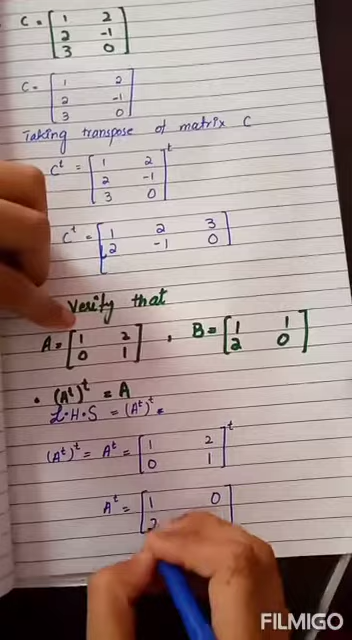 C = [1 2
2 -1
3 0]
C = [1 2
2 -1
3 0]
Taking transpose of matrix C
C^t = [1 2
2 -1
3 0]^t
C^t = [1 2 3
2 -1 0]
Verify that
A = [1 2
0 1] , B = [1 1
2 0]
• (A^t)^t = A
L.H.S = (A^t)^t =
(A^t)^t = A^t = [1 2
0 1]^t
A^t = [1 0
2
FILMIGO